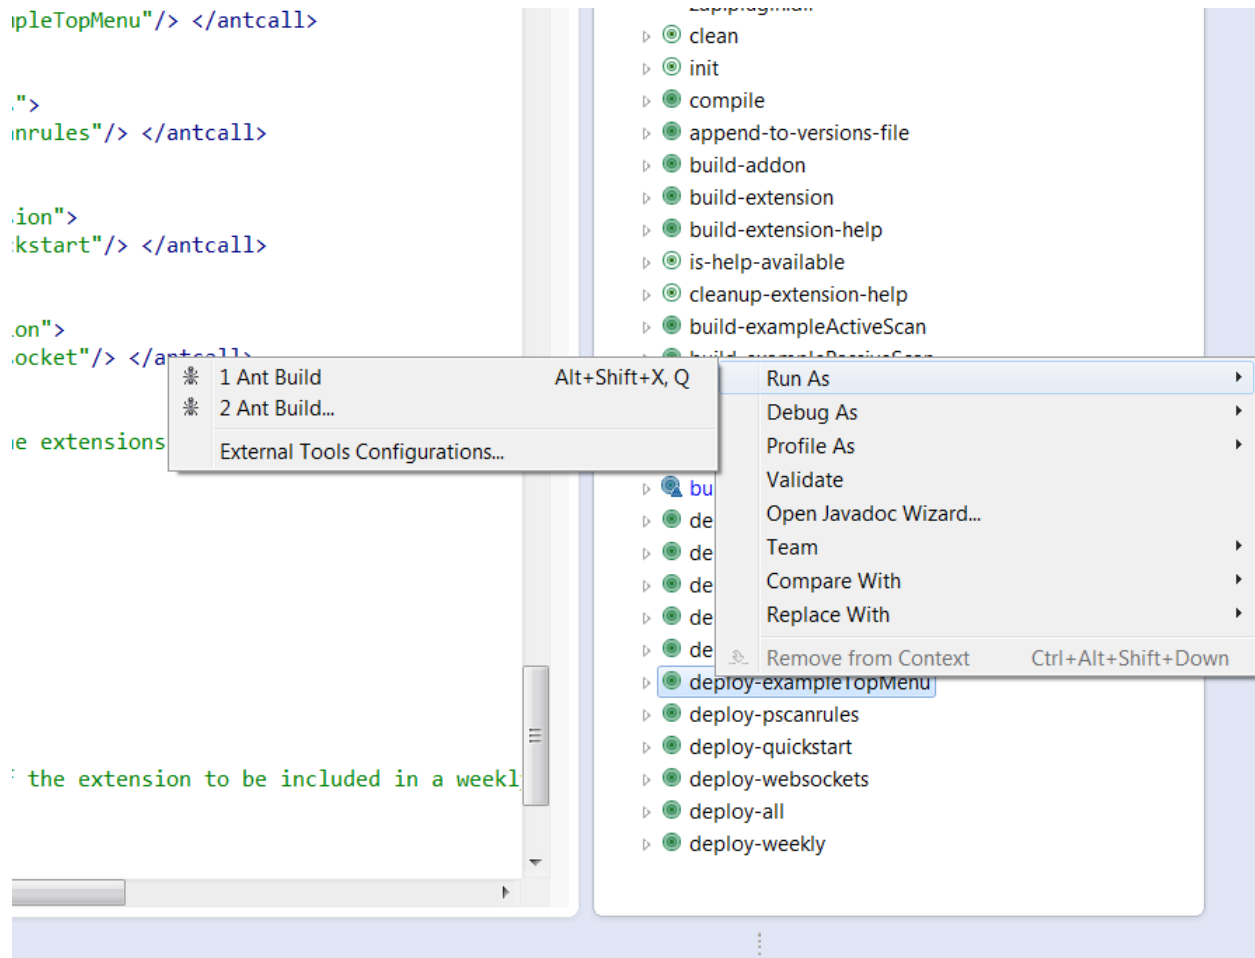 pleTopMenu"/> </antcall>
">
nrules"/> </antcall>
ion">
kstart"/> </antcall>
on">
ocket"/> </antcall>
e extensions
the extension to be included in a weekl
clean
init
compile
append-to-versions-file
build-addon
build-extension
build-extension-help
is-help-available
cleanup-extension-help
build-exampleActiveScan
build-examplePassiveScan
1 Ant Build Alt+Shift+X, Q
2 Ant Build...
External Tools Configurations...
Run As
Debug As
Profile As
Validate
Open Javadoc Wizard...
Team
Compare With
Replace With
Remove from Context Ctrl+Alt+Shift+Down
bu
de
de
de
de
de
deploy-exampleTopMenu
deploy-pscanrules
deploy-quickstart
deploy-websockets
deploy-all
deploy-weekly